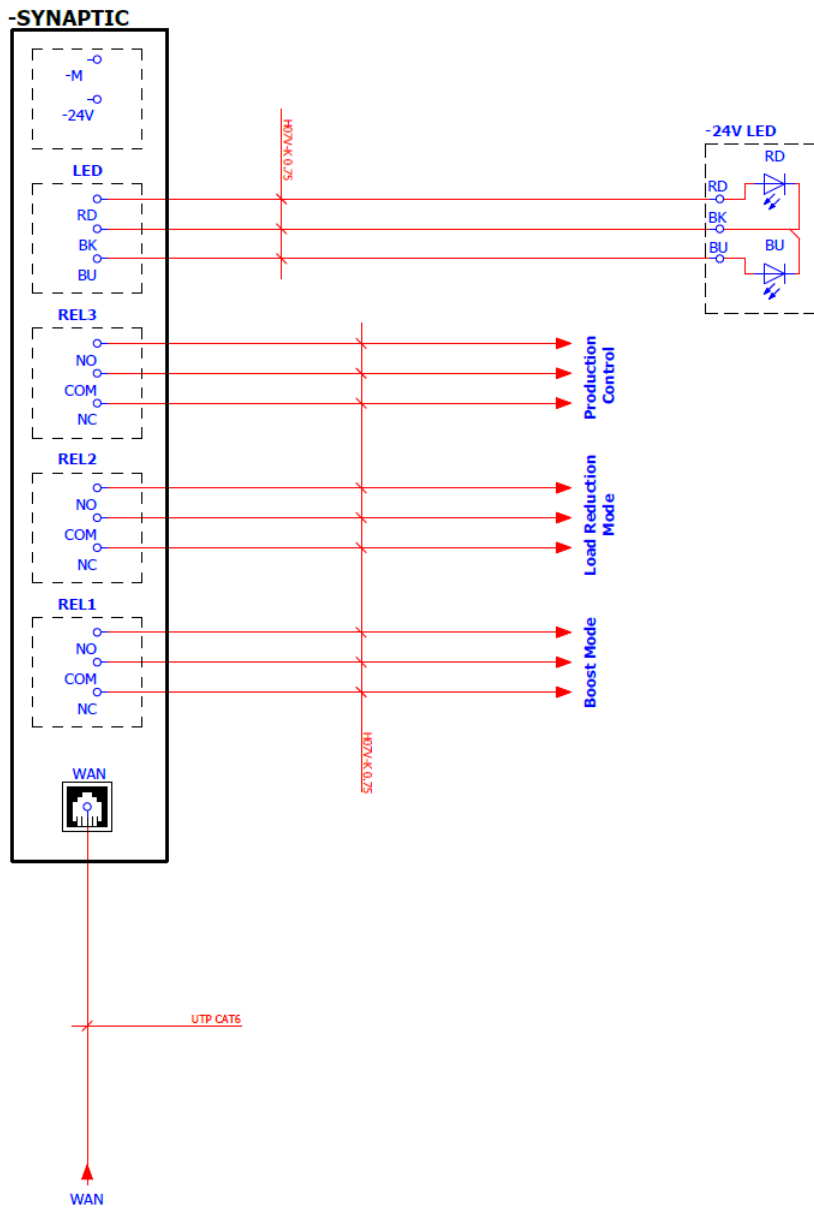 -SYNAPTIC
-M
-24V
LED
RD
BK
BU
H07V-K 0,75
-24V LED
RD
RD
BK
BU
BU
REL3
NO
COM
NC
Production
Control
REL2
NO
COM
NC
Load Reduction
Mode
REL1
NO
COM
NC
Boost Mode
H07V-K 0,75
WAN
UTP CAT6
WAN